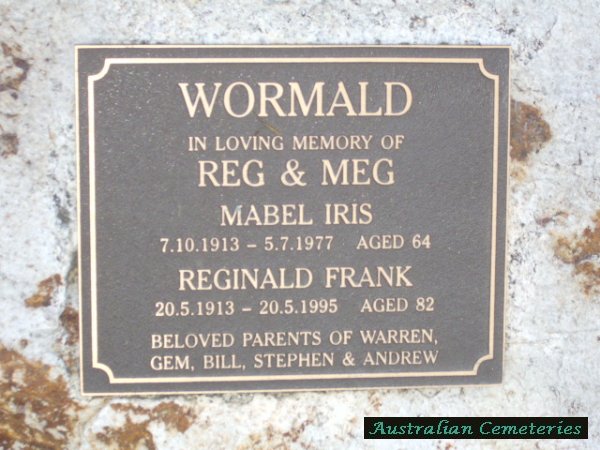 WORMALD
IN LOVING MEMORY OF
REG & MEG
MABEL IRIS
7.10.1913 – 5.7.1977 AGED 64
REGINALD FRANK
20.5.1913 – 20.5.1995 AGED 82
BELOVED PARENTS OF WARREN,
GEM, BILL, STEPHEN & ANDREW
Australian Cemeteries